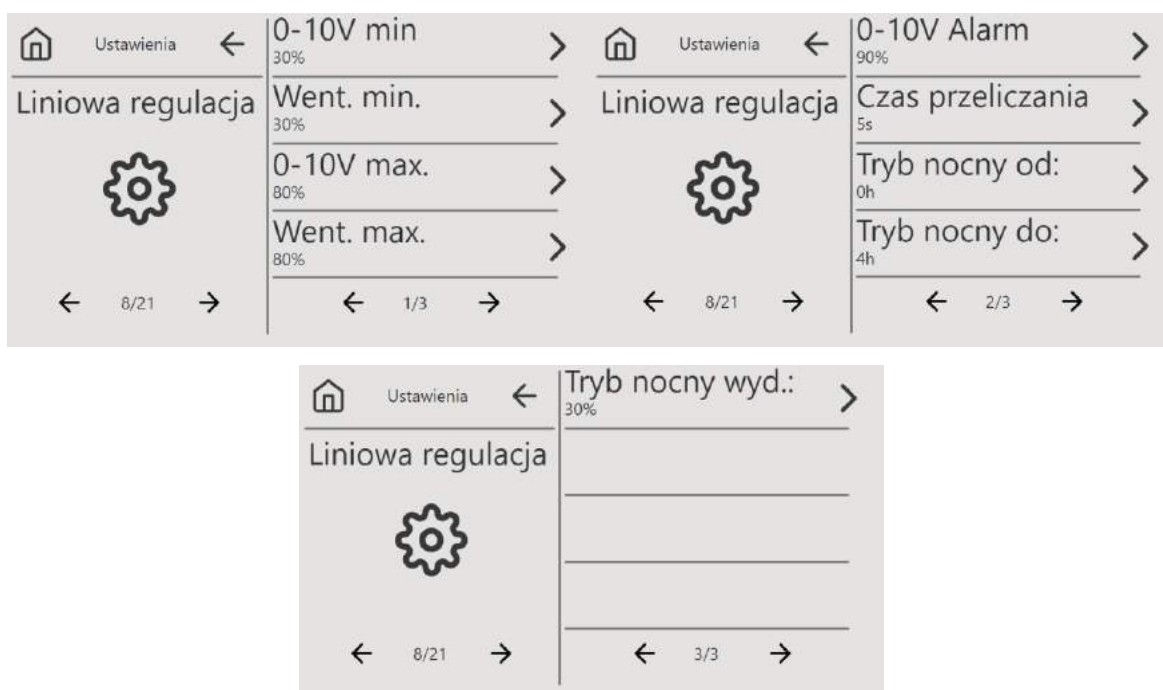 Ustawienia
Liniowa regulacja
8/21
0-10V min
30%
Went. min.
30%
0-10V max.
80%
Went. max.
80%
1/3
Ustawienia
Liniowa regulacja
8/21
0-10V Alarm
90%
Czas przeliczania
5s
Tryb nocny od:
0h
Tryb nocny do:
4h
2/3
Ustawienia
Liniowa regulacja
8/21
Tryb nocny wyd.:
30%
3/3